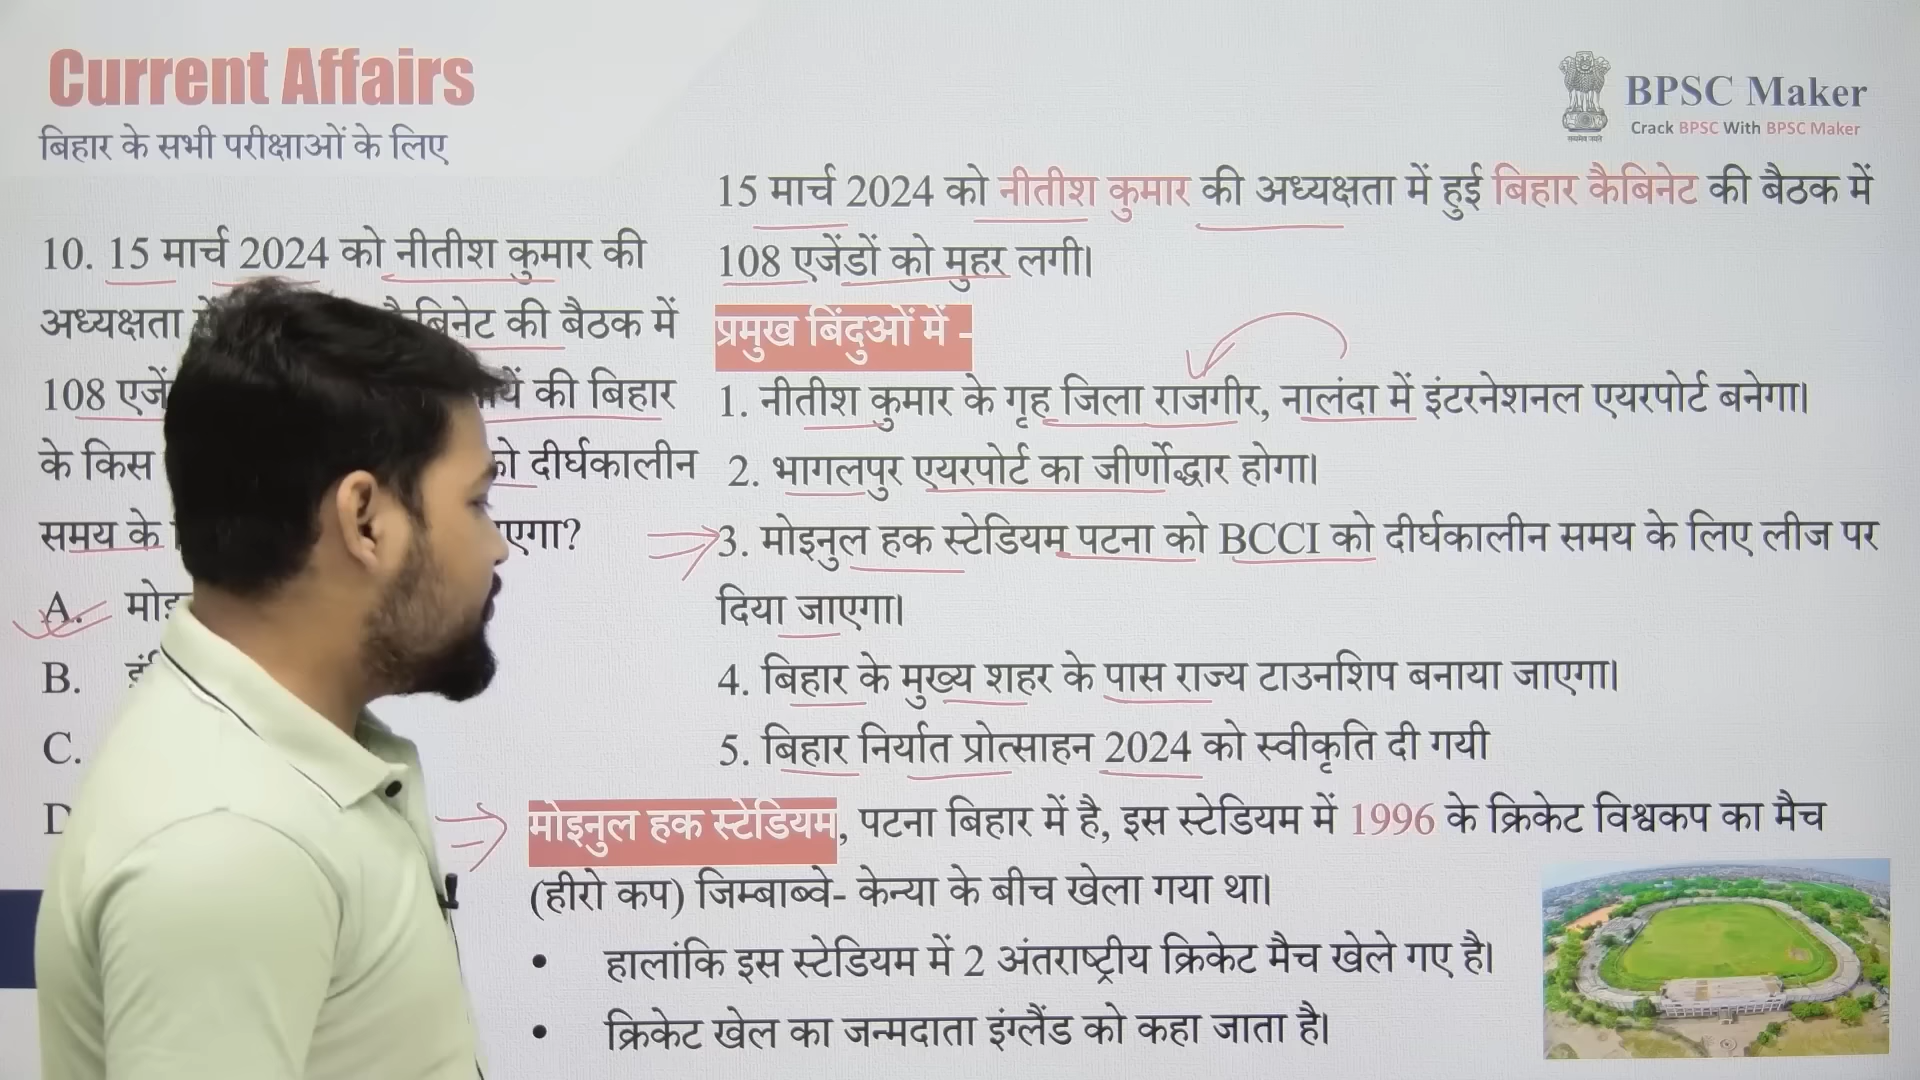 Current Affairs
बिहार के सभी परीक्षाओं के लिए
BPSC Maker
Crack BPSC With BPSC Maker
10. 15 मार्च 2024 को नीतीश कुमार की
अध्यक्षता की बैठक में
108 की बिहार
के किस दीर्घकालीन
समय के
A.
B.
C.
D
15 मार्च 2024 को नीतीश कुमार की अध्यक्षता में हुई बिहार कैबिनेट की बैठक में
108 एजेंडों को मुहर लगी।
प्रमुख बिंदुओं में -
1. नीतीश कुमार के गृह जिला राजगीर, नालंदा में इंटरनेशनल एयरपोर्ट बनेगा।
2. भागलपुर एयरपोर्ट का जीर्णोद्धार होगा।
3. मोइनुल हक स्टेडियम पटना को BCCI को दीर्घकालीन समय के लिए लीज पर
दिया जाएगा।
4. बिहार के मुख्य शहर के पास राज्य टाउनशिप बनाया जाएगा।
5. बिहार निर्यात प्रोत्साहन 2024 को स्वीकृति दी गयी
मोइनुल हक स्टेडियम, पटना बिहार में है, इस स्टेडियम में 1996 के क्रिकेट विश्वकप का मैच
(हीरो कप) जिम्बाब्वे- केन्या के बीच खेला गया था।
• हालांकि इस स्टेडियम में 2 अंतराष्ट्रीय क्रिकेट मैच खेले गए है।
• क्रिकेट खेल का जन्मदाता इंग्लैंड को कहा जाता है।